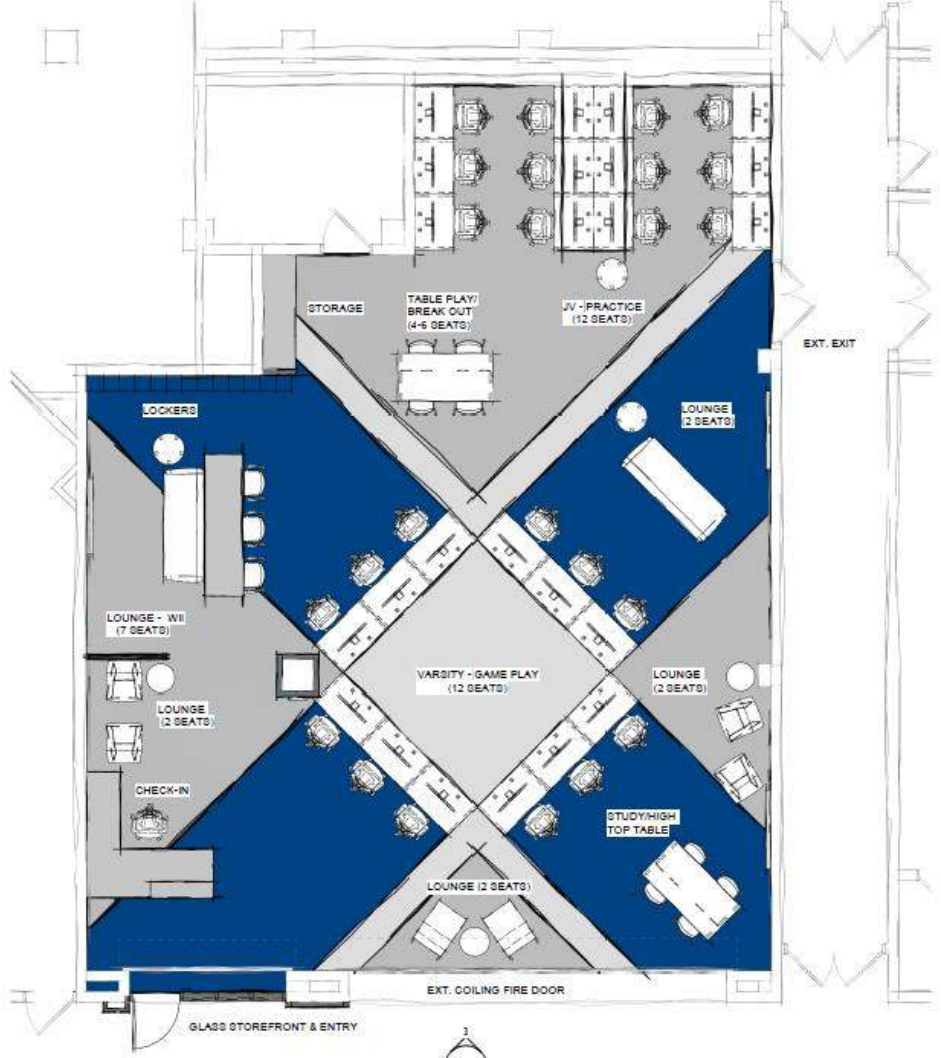 STORAGE
TABLE PLAY/
BREAK OUT
(4-6 SEATS)
JV - PRACTICE
(12 SEATS)
EXT. EXIT
LOCKERS
LOUNGE
(2 SEATS)
LOUNGE - WII
(7 SEATS)
VARSITY - GAME PLAY
(12 SEATS)
LOUNGE
(2 SEATS)
LOUNGE
(2 SEATS)
CHECK-IN
STUDY/HIGH
TOP TABLE
LOUNGE (2 SEATS)
EXT. COILING FIRE DOOR
GLASS STOREFRONT & ENTRY
3